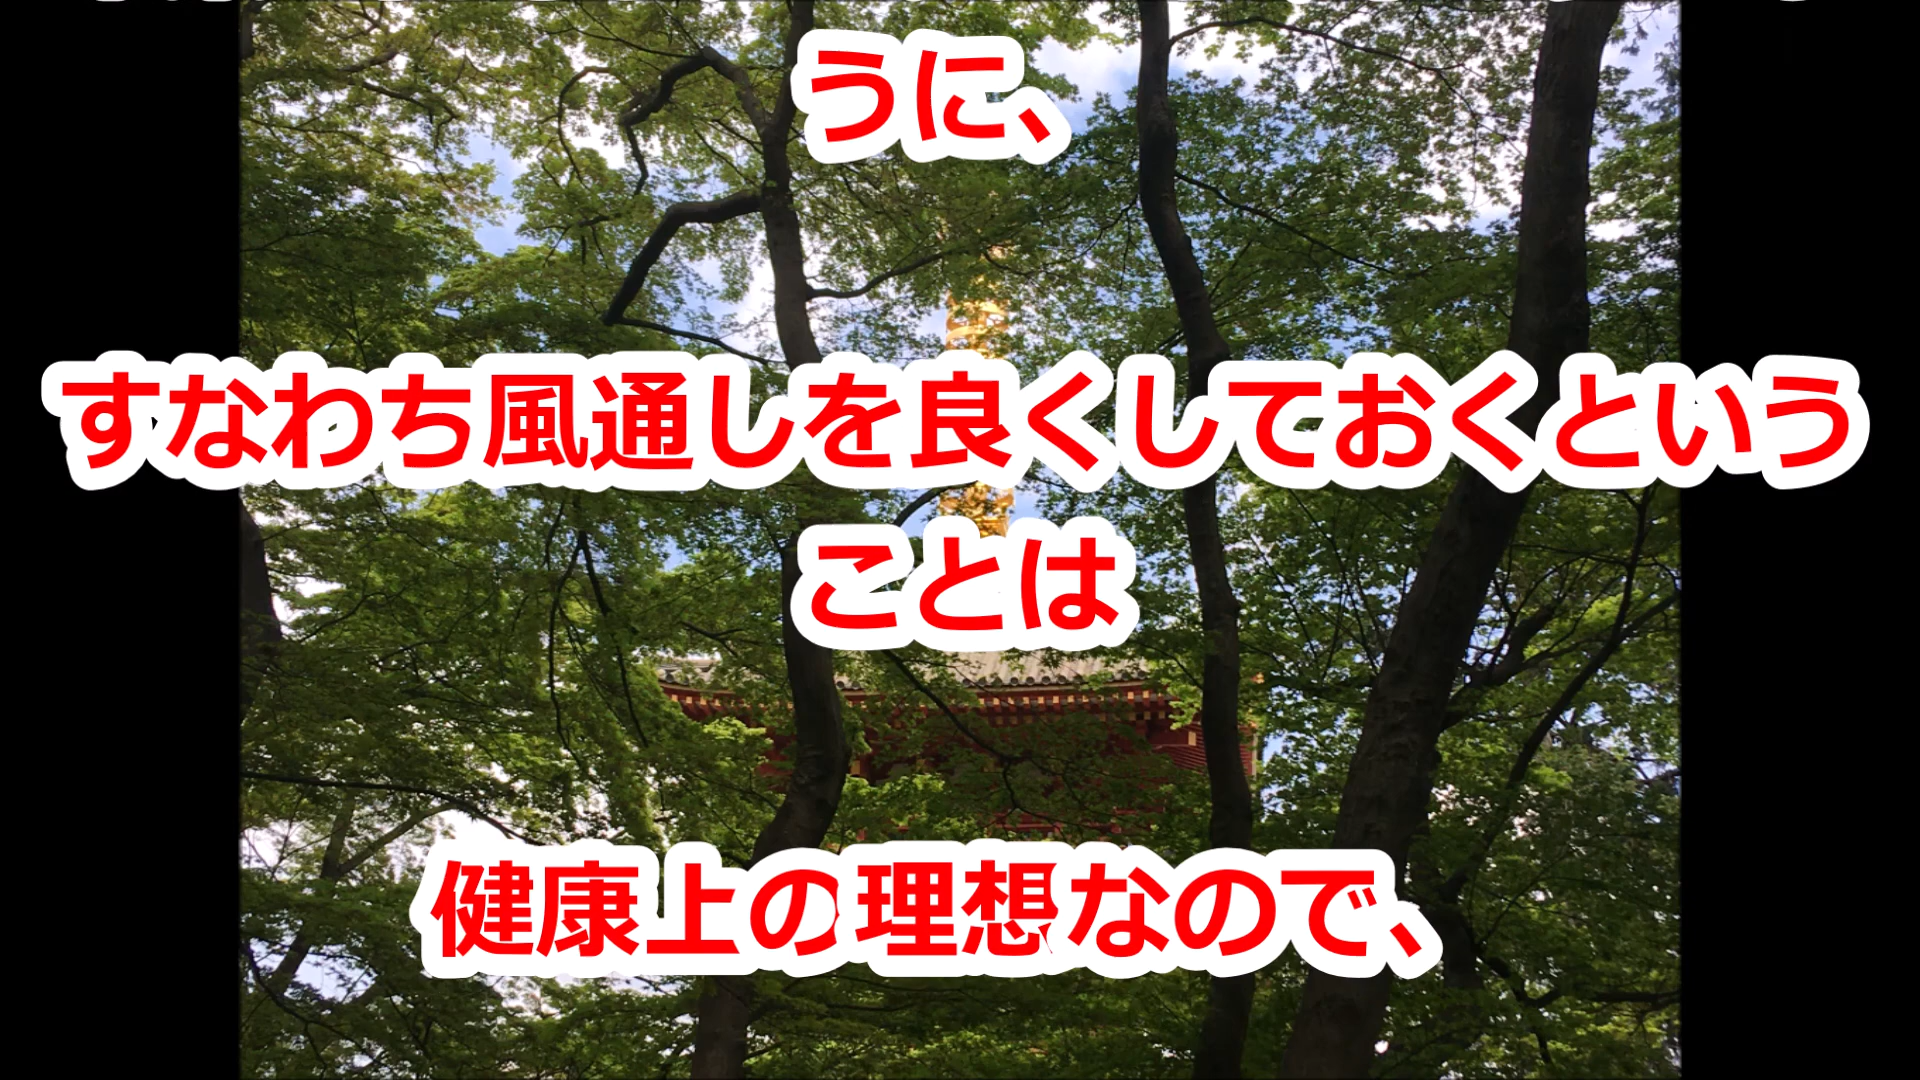 うに、
すなわち風通しを良くしておくという
ことは
健康上の理想なので、